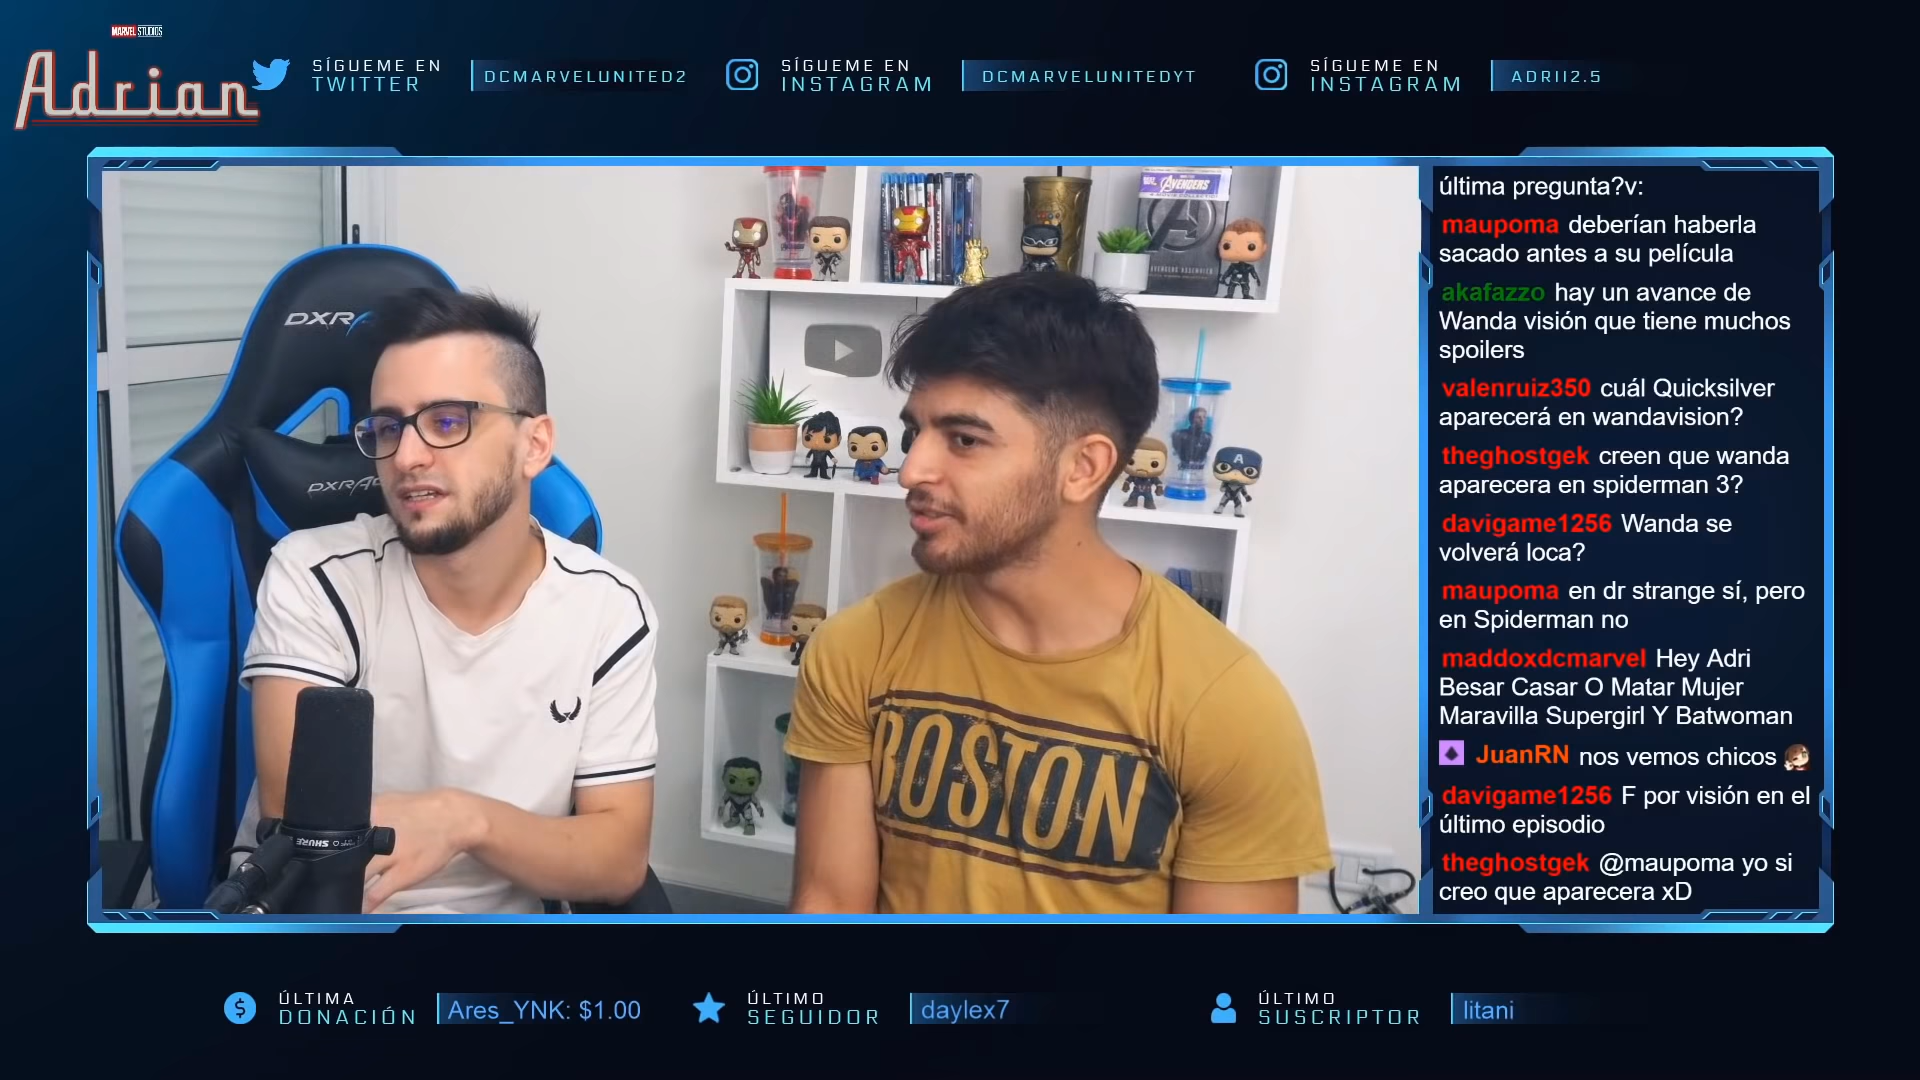 MARVEL STUDIOS
Adrian
SÍGUEME EN
TWITTER
DCMARVELUNITED2
SÍGUEME EN
INSTAGRAM
DCMARVELUNITEDYT
SÍGUEME EN
INSTAGRAM
ADRII2.5
AVENGERS
DXRA
DXRAC
A
SHURE
BOSTON
última pregunta?v:
maupoma deberían haberla
sacado antes a su película
akafazzo hay un avance de
Wanda visión que tiene muchos
spoilers
valenruiz350 cuál Quicksilver
aparecerá en wandavision?
theghostgek creen que wanda
aparecera en spiderman 3?
davigame1256 Wanda se
volverá loca?
maupoma en dr strange sí, pero
en Spiderman no
maddoxdcmarvel Hey Adri
Besar Casar O Matar Mujer
Maravilla Supergirl Y Batwoman
JuanRN nos vemos chicos
davigame1256 F por visión en el
último episodio
theghostgek @maupoma yo si
creo que aparecera xD
ÚLTIMA
DONACIÓN
Ares_YNK: $1.00
ÚLTIMO
SEGUIDOR
daylex7
ÚLTIMO
SUSCRIPTOR
litani